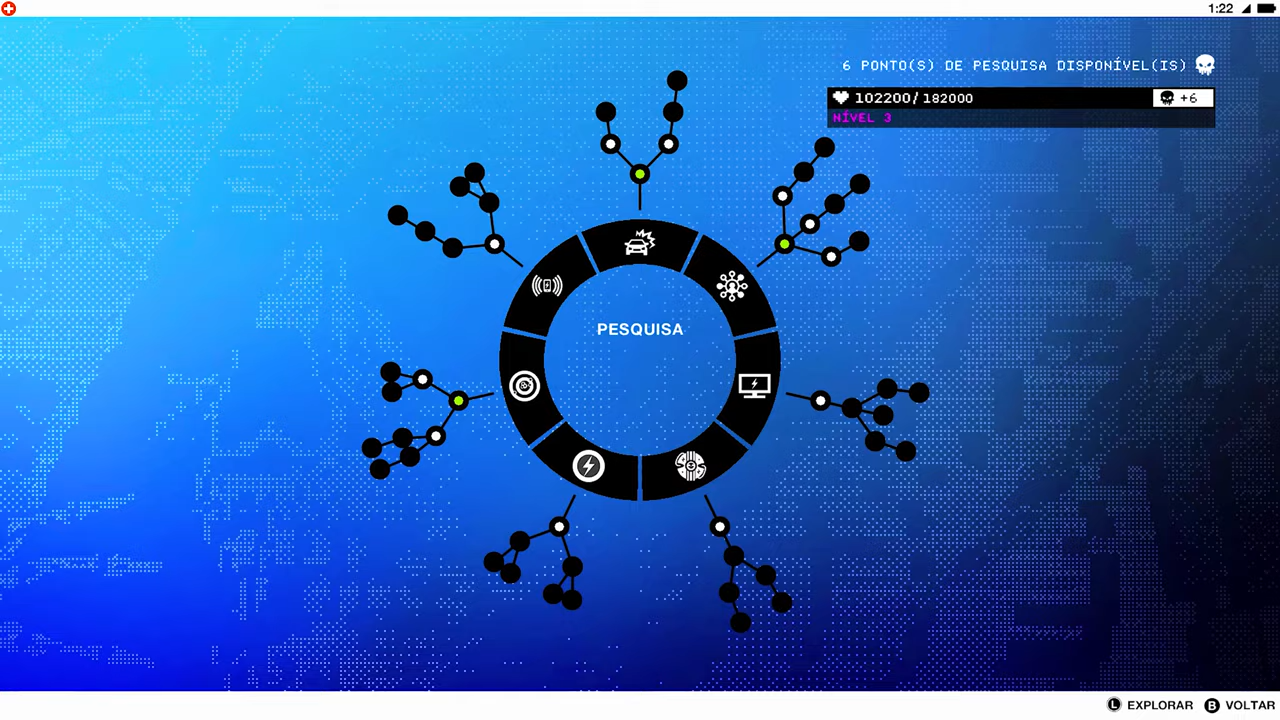 1:22
6 PONTO(S) DE PESQUISA DISPONÍVEL(IS)
102200/182000 +6
NÍVEL 3
PESQUISA
L EXPLORAR B VOLTAR